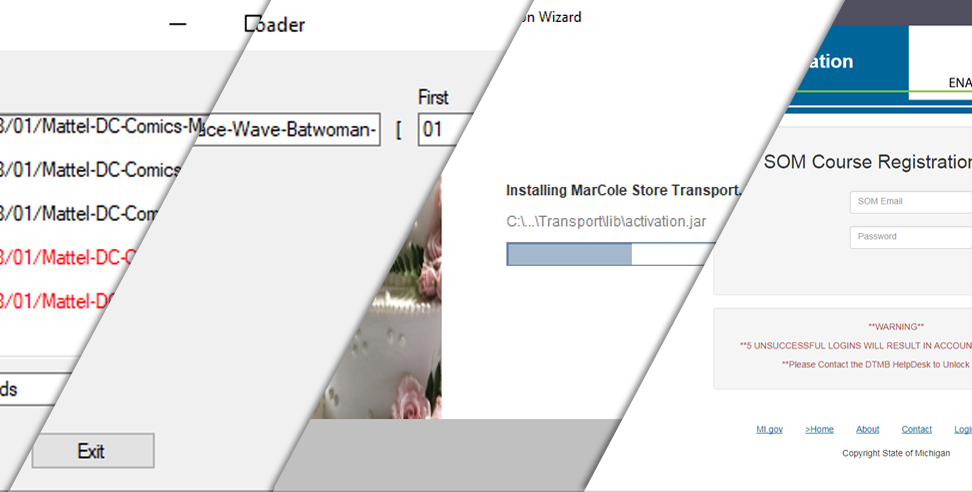 Loader
First
3/01/Mattel-DC-Comics-M
ace-Wave-Batwoman-
[
01
3/01/Mattel-DC-Comics
3/01/Mattel-DC-Com
3/01/Mattel-DC-C
3/01/Mattel-DC
ds
Exit
on Wizard
Installing MarCole Store Transport.
C:\...\Transport\lib\activation.jar
ation
ENA
SOM Course Registration
SOM Email
Password
**WARNING**
**5 UNSUCCESSFUL LOGINS WILL RESULT IN ACCOUN
**Please Contact the DTMB HelpDesk to Unlock
MI.gov >Home About Contact Logi
Copyright State of Michigan